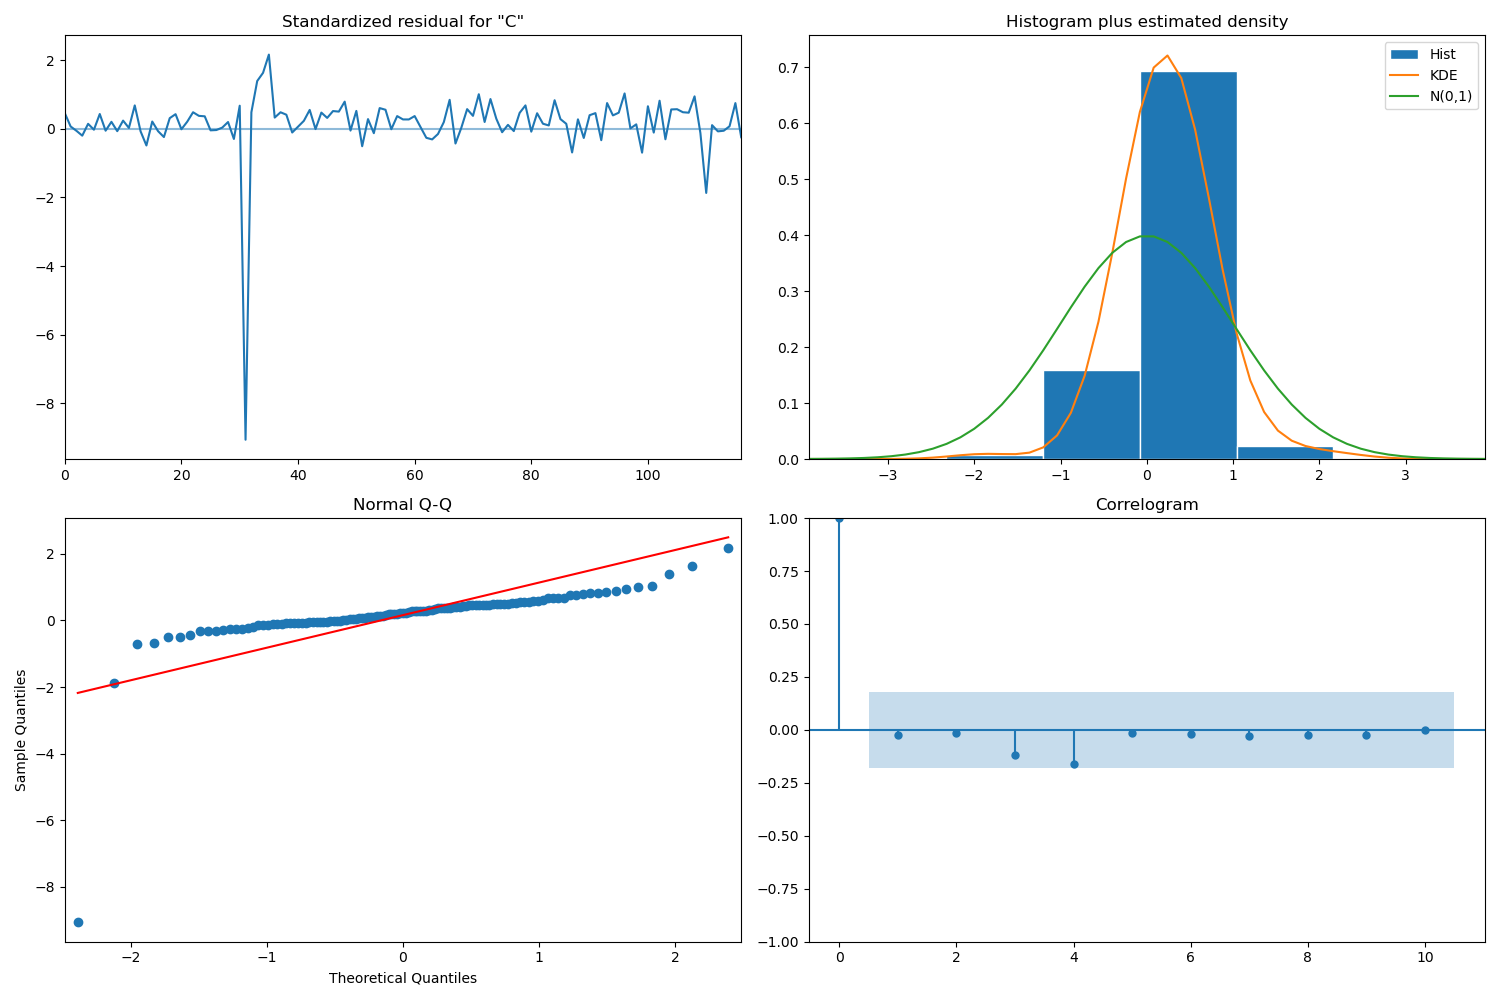 Standardized residual for "C"
2
0
−2
−4
−6
−8
0 20 40 60 80 100
Histogram plus estimated density
Hist
KDE
N(0,1)
0.7
0.6
0.5
0.4
0.3
0.2
0.1
0.0
−3 −2 −1 0 1 2 3
Normal Q-Q
Sample Quantiles
2
0
−2
−4
−6
−8
−2 −1 0 1 2
Theoretical Quantiles
Correlogram
1.00
0.75
0.50
0.25
0.00
−0.25
−0.50
−0.75
−1.00
0 2 4 6 8 10